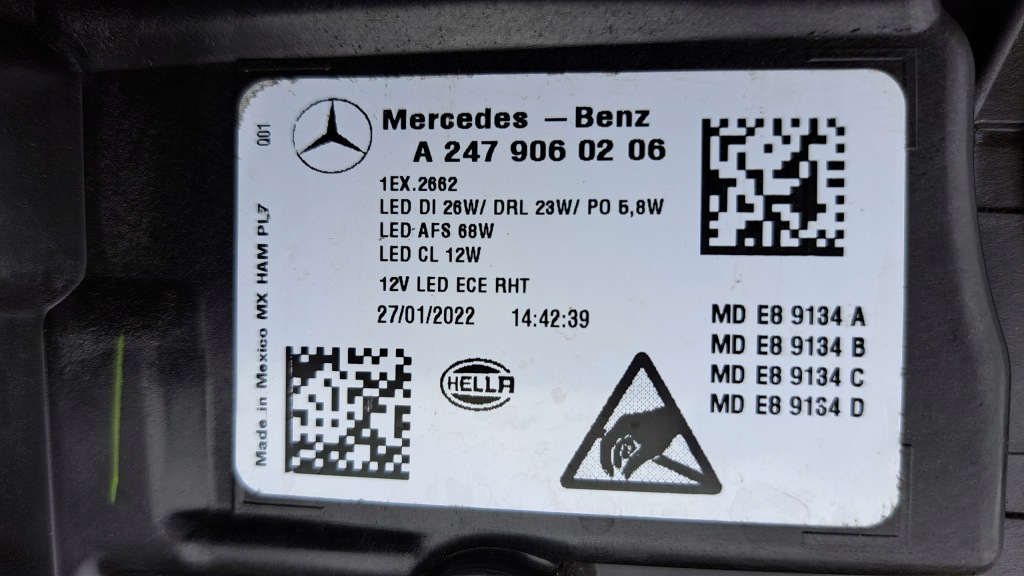 Mercedes - Benz
A 247 906 02 06
1EX.2662
LED DI 26W/ DRL 23W/ PO 5,8W
LED AFS 68W
LED CL 12W
12V LED ECE RHT
27/01/2022 14:42:39
HELLA
MD E8 9134 A
MD E8 9134 B
MD E8 9134 C
MD E8 9134 D
Made in Mexico MX HAM PL7 001